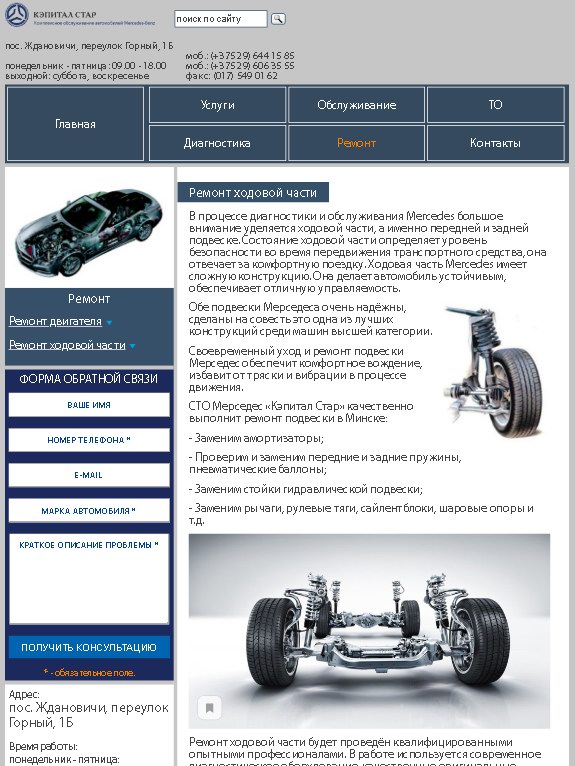 КЭПИТАЛ СТАР
Комплексное обслуживание автомобилей Mercedes-Benz
поиск по сайту
пос. Ждановичи, переулок Горный, 1Б
понедельник - пятница: 09.00 - 18.00
выходной: суббота, воскресенье
моб.: (+37529) 644 15 85
моб.: (+37529) 606 35 55
факс: (017) 549 01 62
Главная
Услуги
Обслуживание
ТО
Диагностика
Ремонт
Контакты
Ремонт
Ремонт двигателя
Ремонт ходовой части
ФОРМА ОБРАТНОЙ СВЯЗИ
ВАШЕ ИМЯ
НОМЕР ТЕЛЕФОНА *
E-MAIL
МАРКА АВТОМОБИЛЯ *
КРАТКОЕ ОПИСАНИЕ ПРОБЛЕМЫ *
ПОЛУЧИТЬ КОНСУЛЬТАЦИЮ
* - обязательное поле.
Адрес:
пос. Ждановичи, переулок
Горный, 1Б
Время работы:
понедельник - пятница:
Ремонт ходовой части
В процессе диагностики и обслуживания Mercedes большое
внимание уделяется ходовой части, а именно передней и задней
подвеске. Состояние ходовой части определяет уровень
безопасности во время передвижения транспортного средства, она
отвечает за комфортную поездку. Ходовая часть Mercedes имеет
сложную конструкцию. Она делает автомобиль устойчивым,
обеспечивает отличную управляемость.
Обе подвески Мерседеса очень надёжны,
сделаны на совесть это одна из лучших
конструкций среди машин высшей категории.
Своевременный уход и ремонт подвески
Мерседес обеспечит комфортное вождение,
избавит от тряски и вибрации в процессе
движения.
СТО Мерседес «Кэпитал Стар» качественно
выполнит ремонт подвески в Минске:
- Заменим амортизаторы;
- Проверим и заменим передние и задние пружины,
пневматические баллоны;
- Заменим стойки гидравлической подвески;
- Заменим рычаги, рулевые тяги, сайлентблоки, шаровые опоры и
т.д.
Ремонт ходовой части будет проведён квалифицированными
опытными профессионалами. В работе используется современное